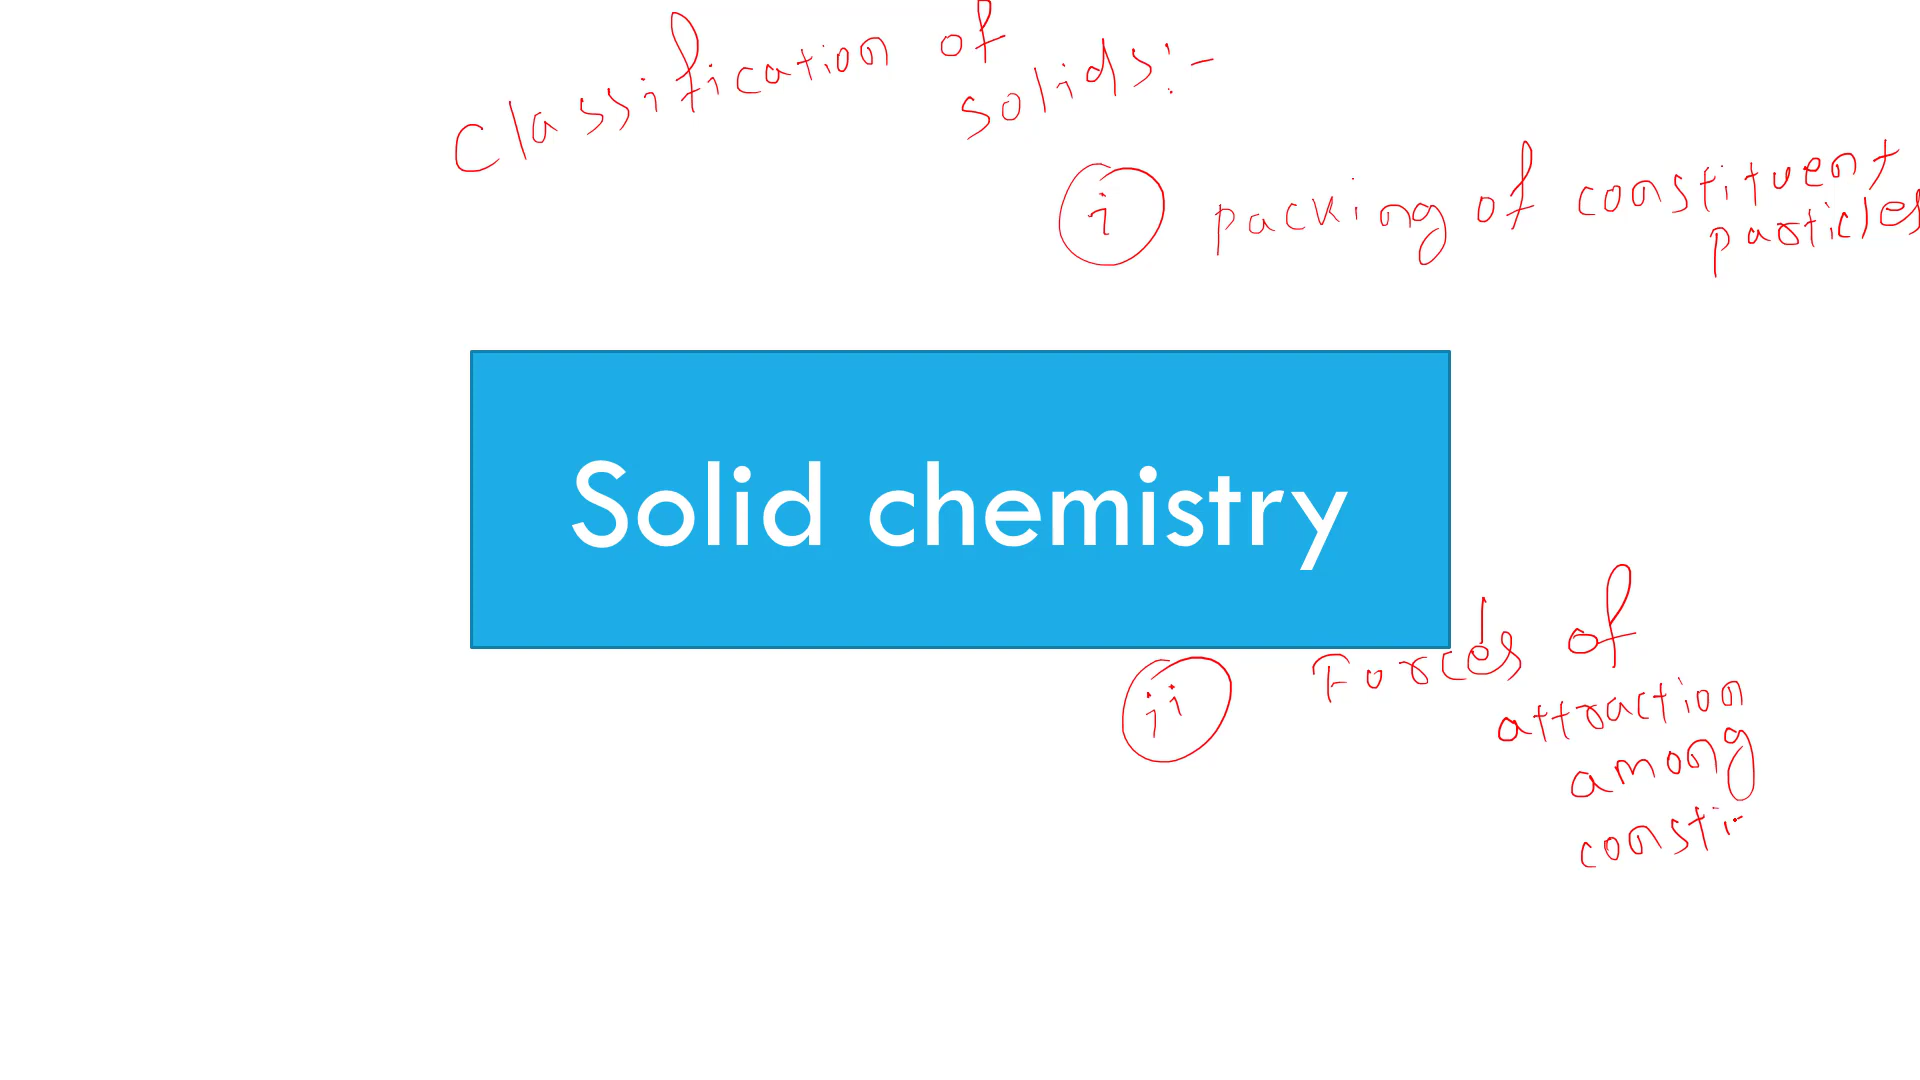 Classification of
solids:-
i packing of constituent
particles
Solid chemistry
ii Forces of
attraction
among
consti